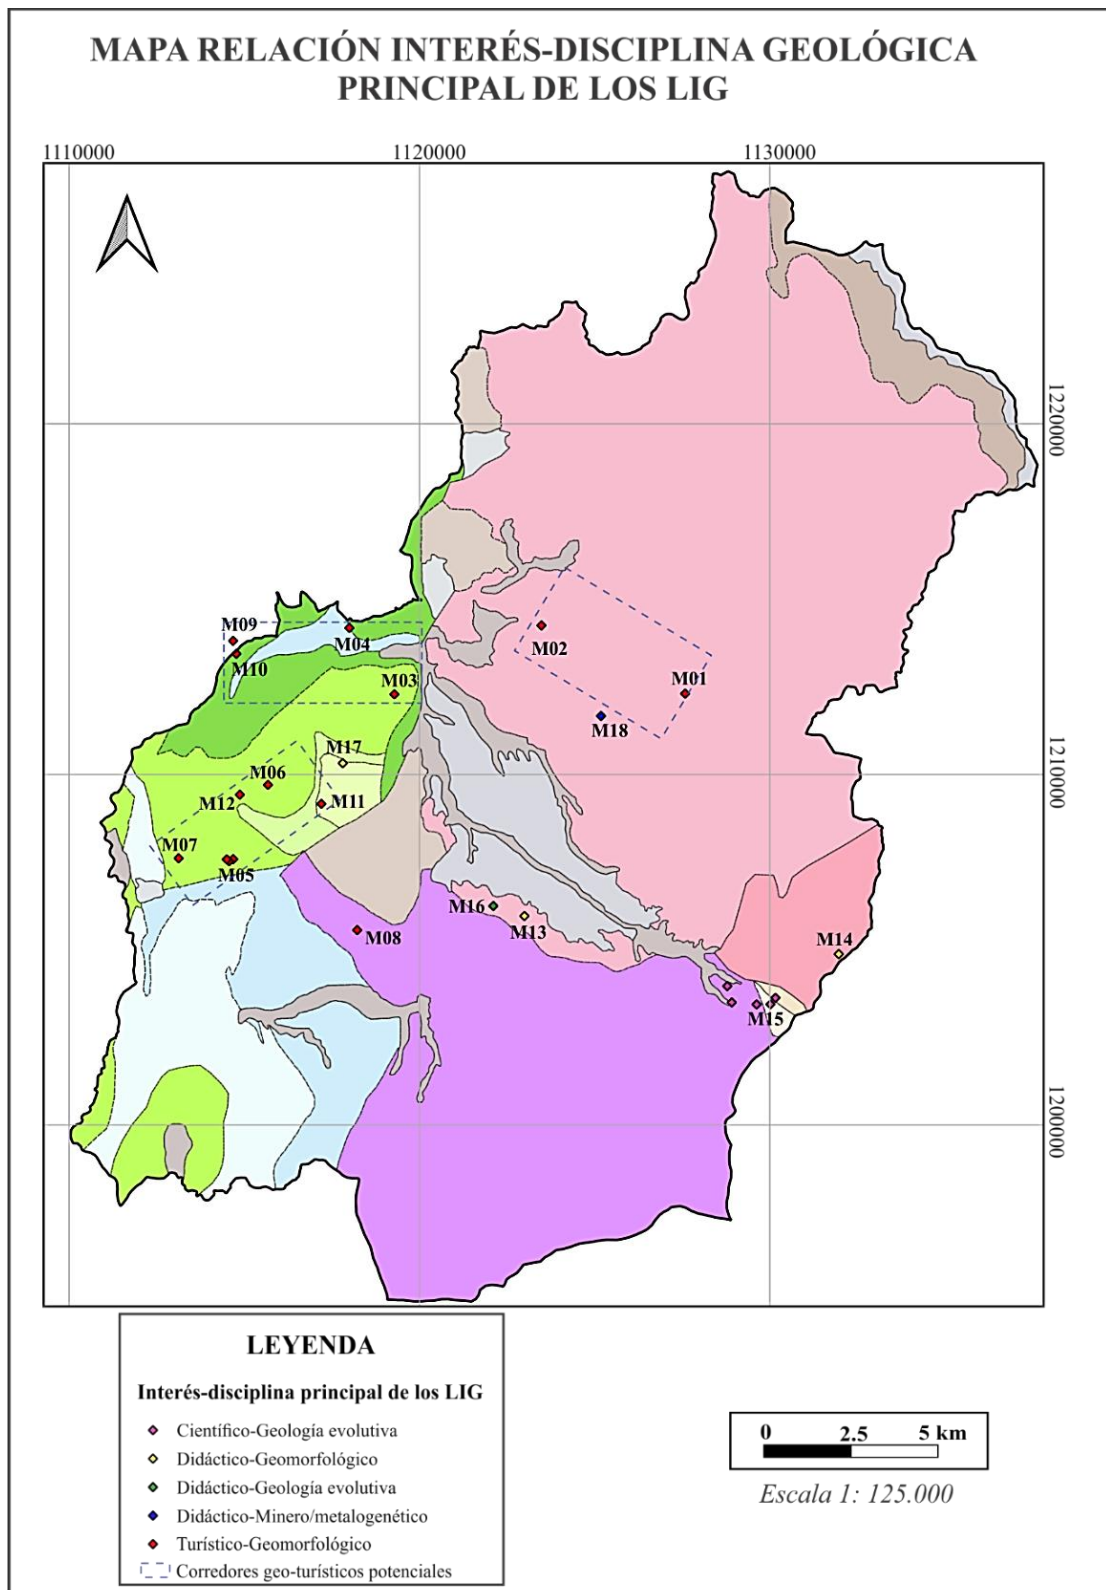 MAPA RELACIÓN INTERÉS-DISCIPLINA GEOLÓGICA
PRINCIPAL DE LOS LIG
1110000
1120000
1130000
1220000
M09
M04
M10
M02
M03
M01
M18
M17
1210000
M06
M12
M11
M07
M05
M16
M13
M08
M14
M15
1200000
LEYENDA
Interés-disciplina principal de los LIG
Científico-Geología evolutiva
Didáctico-Geomorfológico
Didáctico-Geología evolutiva
Didáctico-Minero/metalogenético
Turístico-Geomorfológico
Corredores geo-turísticos potenciales
0 2.5 5 km
Escala 1: 125.000